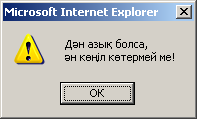 Microsoft Internet Explorer
Дән азық болса,
ән көңіл көтермей ме!
OK